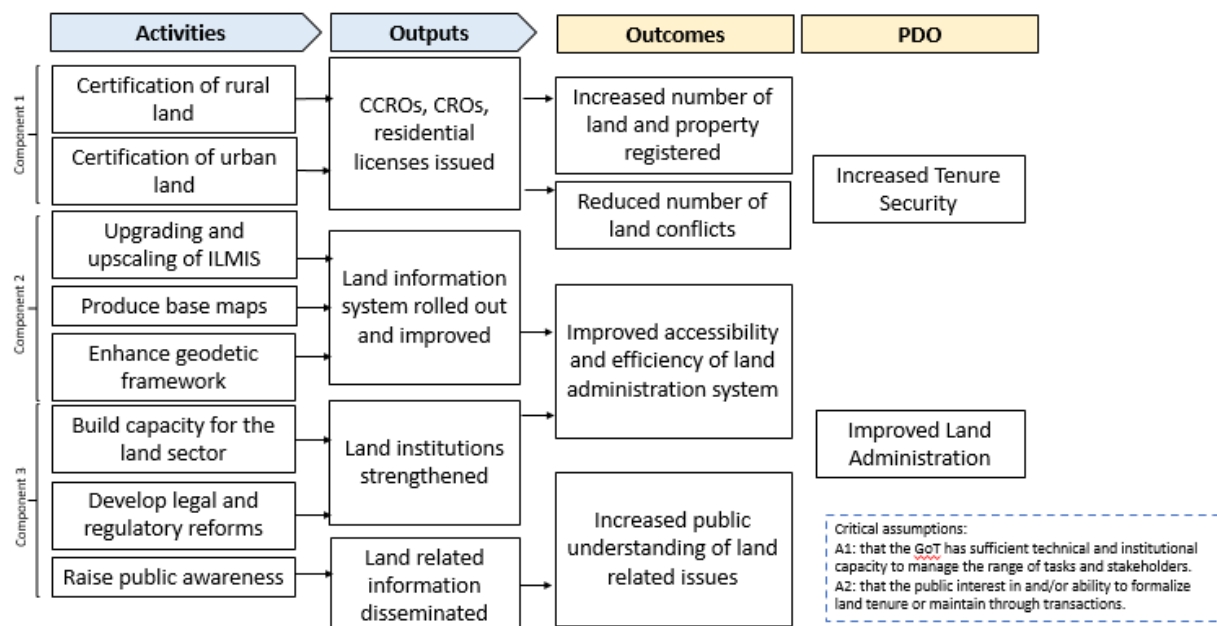 Activities
Outputs
Outcomes
PDO
Component 1
Certification of rural
land
Certification of urban
land
CCROs, CROs,
residential
licenses issued
Increased number of
land and property
registered
Reduced number of
land conflicts
Increased Tenure
Security
Component 2
Upgrading and
upscaling of ILMIS
Produce base maps
Enhance geodetic
framework
Land information
system rolled out
and improved
Improved accessibility
and efficiency of land
administration system
Component 3
Build capacity for the
land sector
Develop legal and
regulatory reforms
Raise public awareness
Land institutions
strengthened
Land related
information
disseminated
Increased public
understanding of land
related issues
Improved Land
Administration
Critical assumptions:
A1: that the GoT has sufficient technical and institutional
capacity to manage the range of tasks and stakeholders.
A2: that the public interest in and/or ability to formalize
land tenure or maintain through transactions.